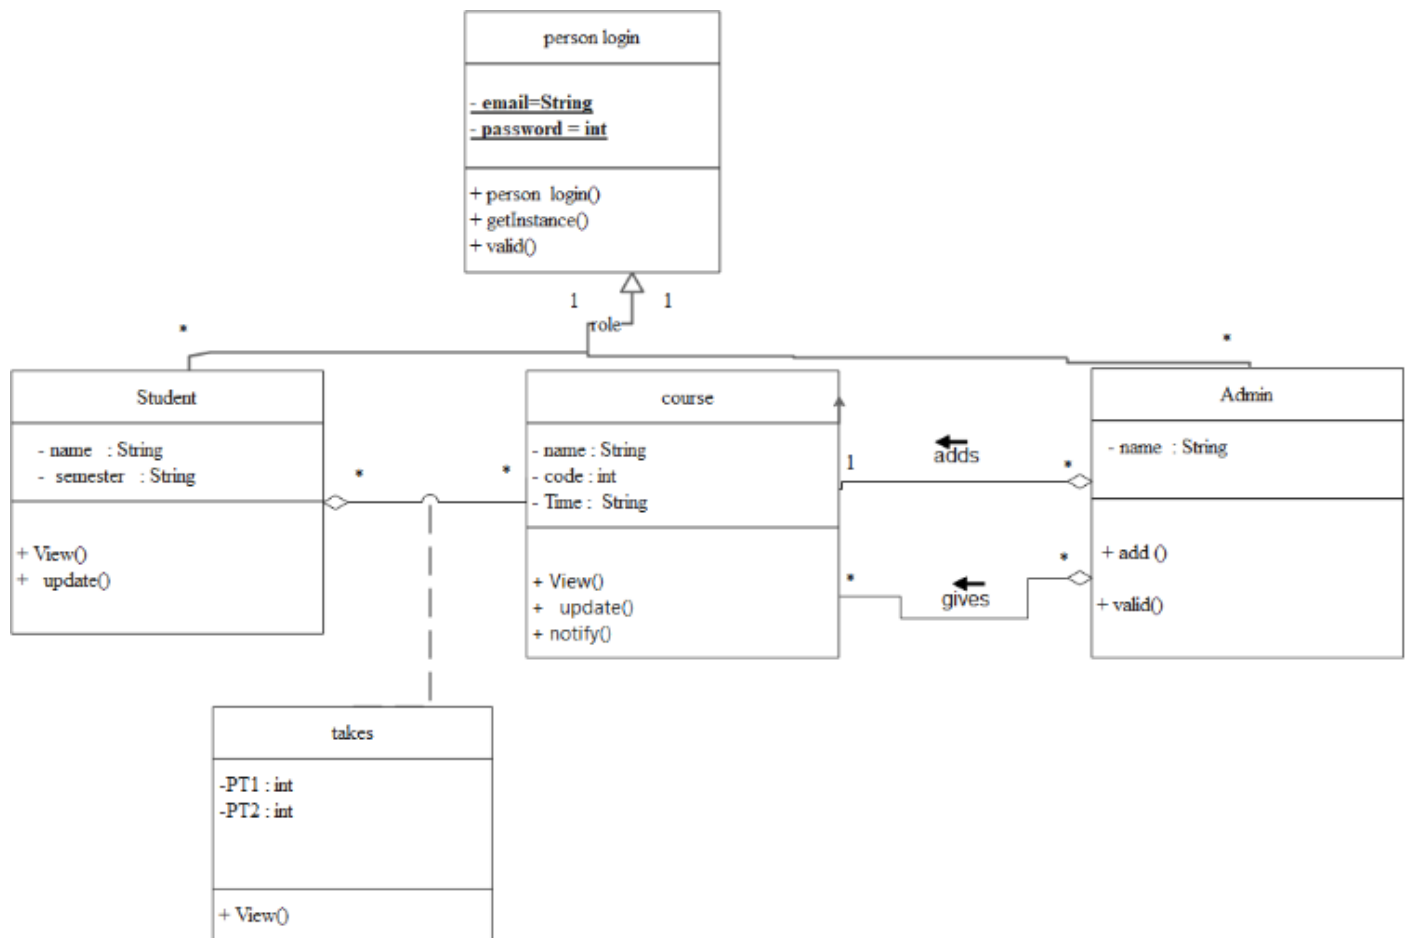 person login
- email=String
- password = int
+ person  login()
+ getInstance()
+ valid()
1
1
role
*
*
Student
- name   : String
-  semester   : String
+ View()
+   update()
*
*
course
- name : String
- code : int
- Time :  String
+ View()
+   update()
+ notify()
1
adds
*
*
gives
*
Admin
- name  : String
+ add ()
+ valid()
takes
-PT1 : int
-PT2 : int
+ View()